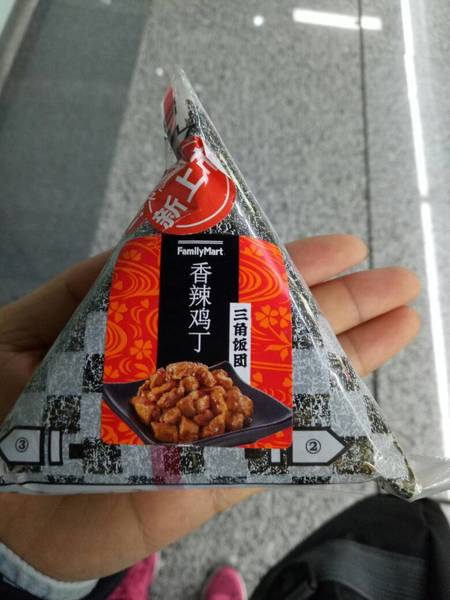 新上市
FamilyMart
香辣鸡丁
三角饭团
③
②